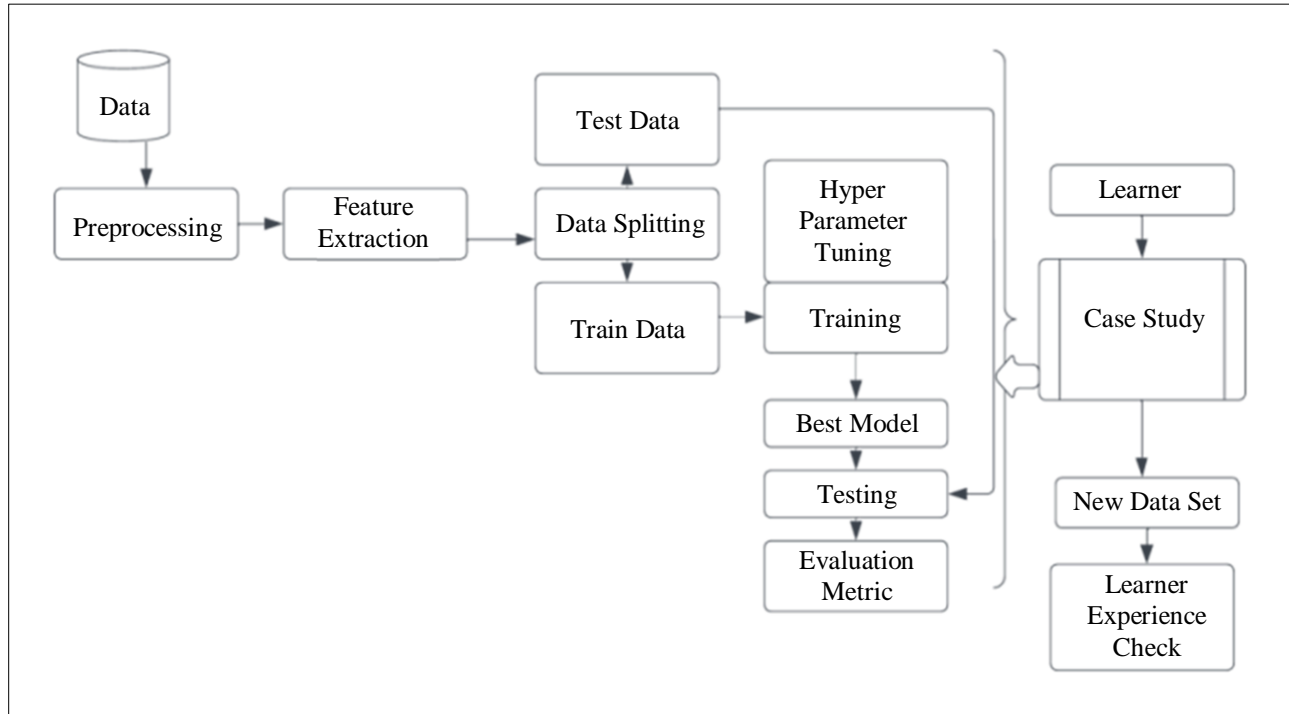 Data
Preprocessing
Feature
Extraction
Data Splitting
Test Data
Train Data
Hyper
Parameter
Tuning
Training
Best Model
Testing
Evaluation
Metric
Learner
Case Study
New Data Set
Learner
Experience
Check